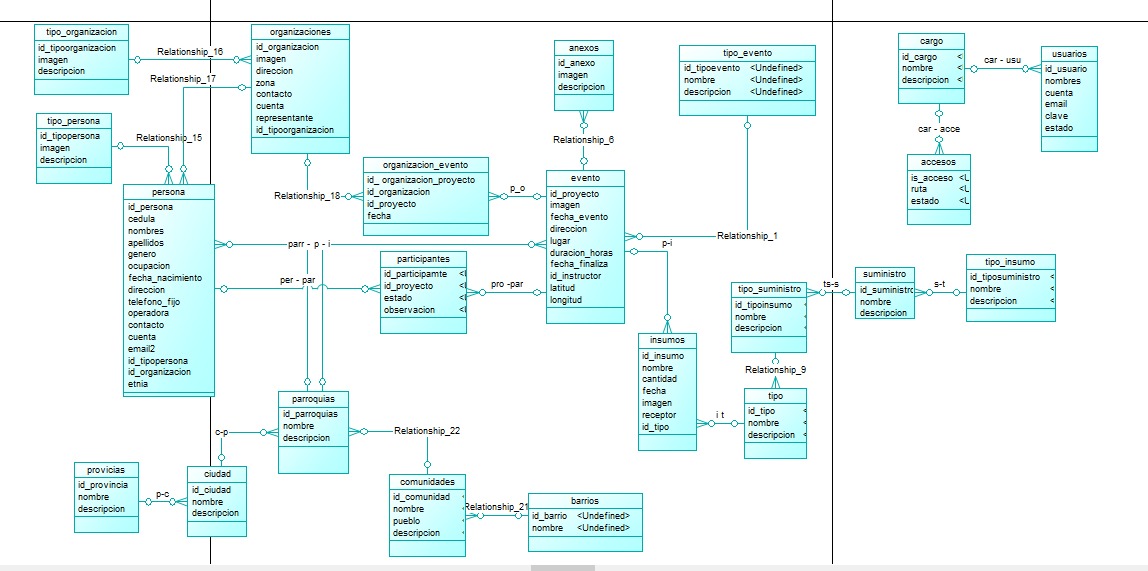 tipo_organizacion
id_tipoorganizacion
imagen
descripcion
Relationship_16
Relationship_17
organizaciones
id_organizacion
imagen
direccion
zona
contacto
cuenta
representante
id_tipoorganizacion
anexos
id_anexo
imagen
descripcion
tipo_evento
id_tipoevento <Undefined>
nombre <Undefined>
descripcion <Undefined>
cargo
id_cargo <
nombre <
descripcion <
car - usu
usuarios
id_usuario
nombres
cuenta
email
clave
estado
car - acce
accesos
is_acceso <L
ruta <L
estado <L
tipo_persona
id_tipopersona
imagen
descripcion
Relationship_15
Relationship_6
persona
id_persona
cedula
nombres
apellidos
genero
ocupacion
fecha_nacimiento
direccion
telefono_fijo
operadora
contacto
cuenta
email2
id_tipopersona
id_organizacion
etnia
Relationship_18
organizacion_evento
id_ organizacion_proyecto
id_organizacion
id_proyecto
fecha
p_o
evento
id_proyecto
imagen
fecha_evento
direccion
lugar
duracion_horas
fecha_finaliza
id_instructor
latitud
longitud
Relationship_1
p-i
parr - p - i
per - par
participantes
id_participamte <I
id_proyecto <I
estado <I
observacion <I
pro -par
tipo_suministro
id_tipoinsumo
nombre
descripcion
ts-s
suministro
id_suministro
nombre
descripcion
s-t
tipo_insumo
id_tiposuministro <
nombre <
descripcion <
insumos
id_insumo
nombre
cantidad
fecha
imagen
receptor
id_tipo
i t
Relationship_9
tipo
id_tipo <
nombre
descripcion <
parroquias
id_parroquias
nombre
descripcion
c-p
Relationship_22
provicias
id_provincia
nombre
descripcion
p-c
ciudad
id_ciudad
nombre
descripcion
comunidades
id_comunidad
nombre
pueblo
descripcion
Relationship_21
barrios
id_barrio <Undefined>
nombre <Undefined>